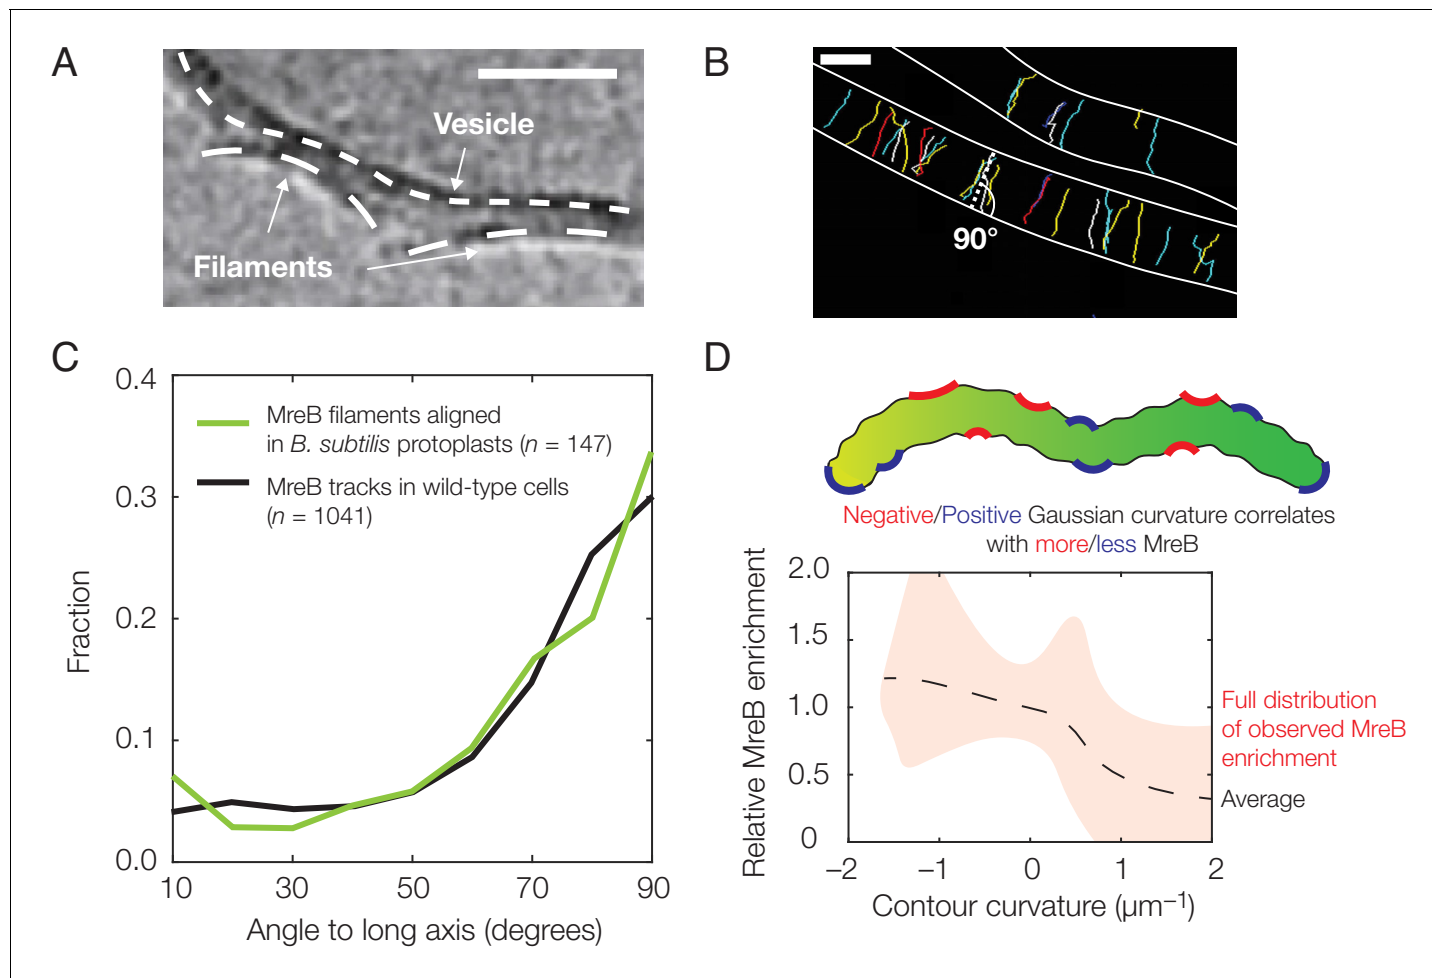 A
Vesicle
Filaments
B
90°
C
0.4
0.3
0.2
0.1
0.0
Fraction
MreB filaments aligned
in B. subtilis protoplasts (n = 147)
MreB tracks in wild-type cells
(n = 1041)
10 30 50 70 90
Angle to long axis (degrees)
D
Negative/Positive Gaussian curvature correlates
with more/less MreB
Relative MreB enrichment
2.0
1.5
1.0
0.5
0
Full distribution
of observed MreB
enrichment
Average
−2 −1 0 1 2
Contour curvature (µm⁻¹)